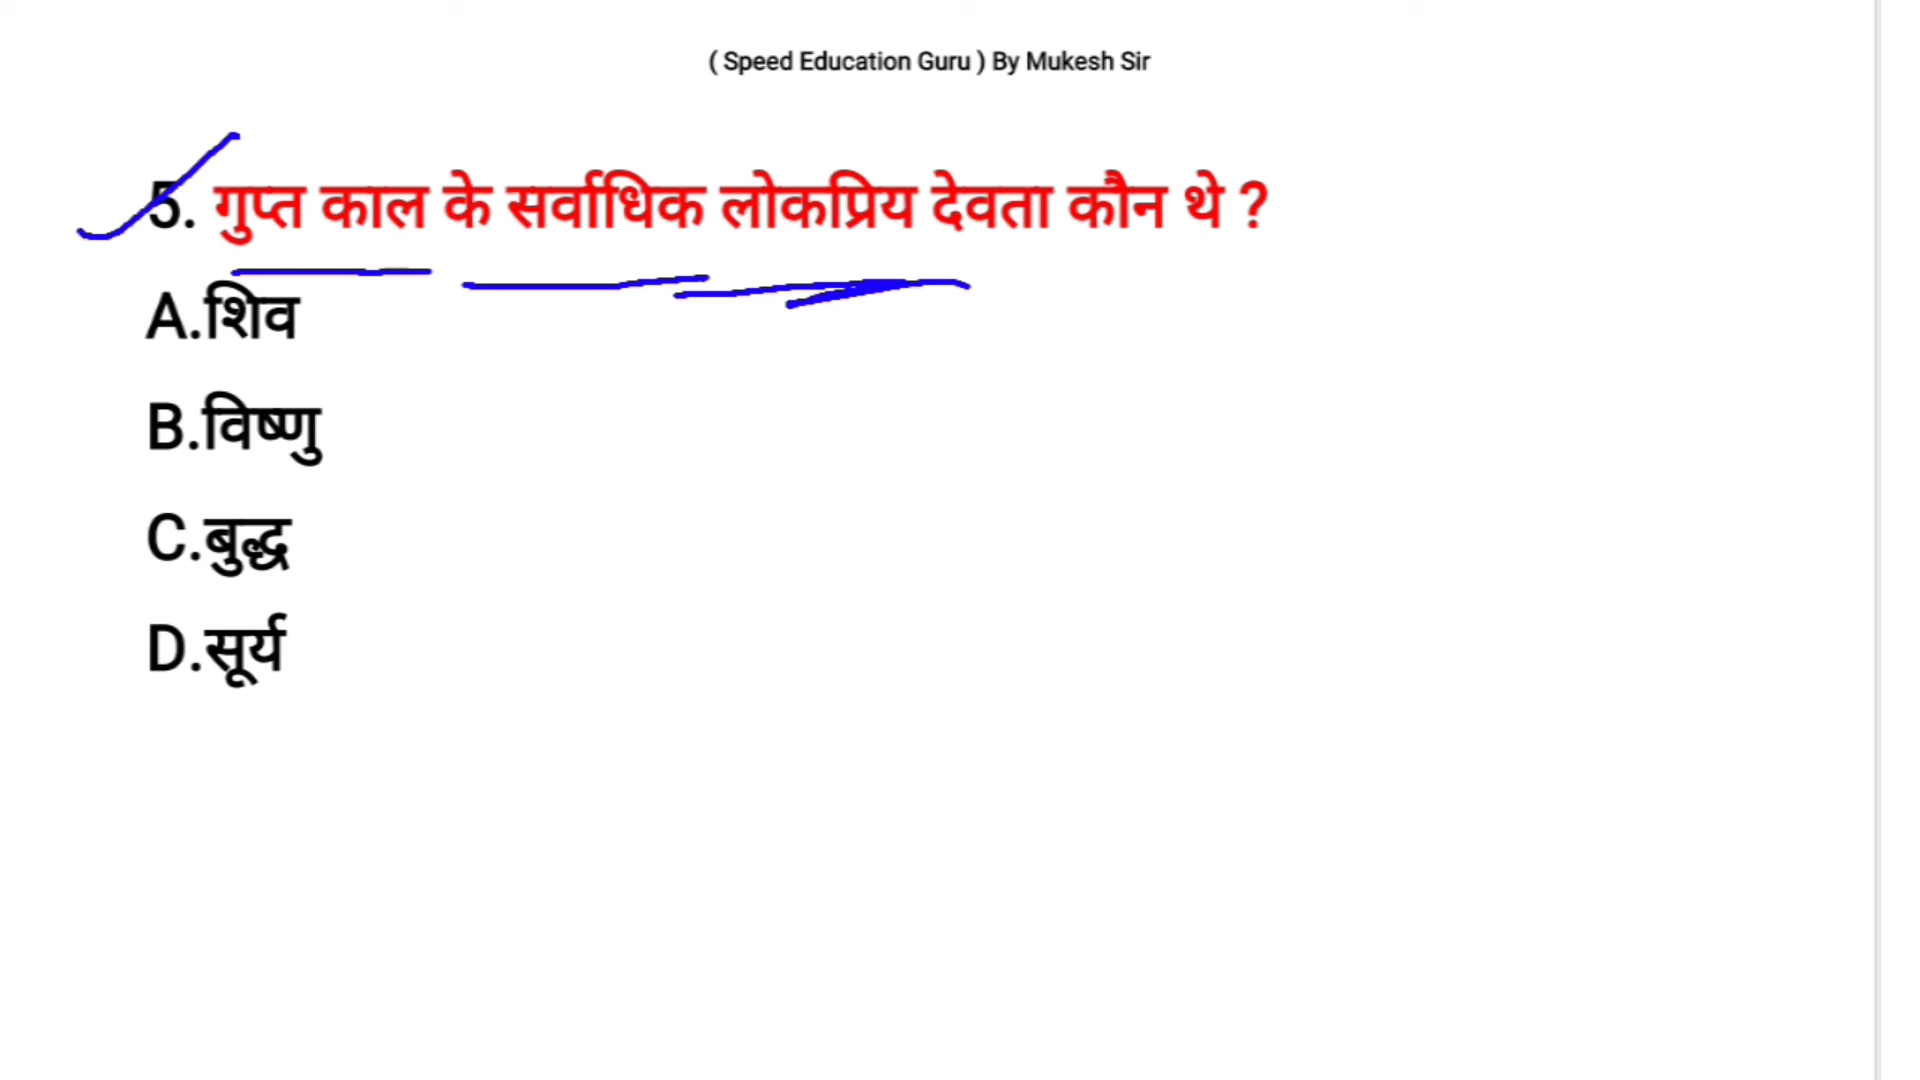 ( Speed Education Guru ) By Mukesh Sir
5. गुप्त काल के सर्वाधिक लोकप्रिय देवता कौन थे ?
A.शिव
B.विष्णु
C.बुद्ध
D.सूर्य